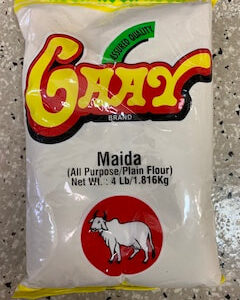 ASSURED QUALITY
GAAY
BRAND
Maida
(All Purpose/Plain Flour)
Net Wt.: 4 Lb/1.816Kg